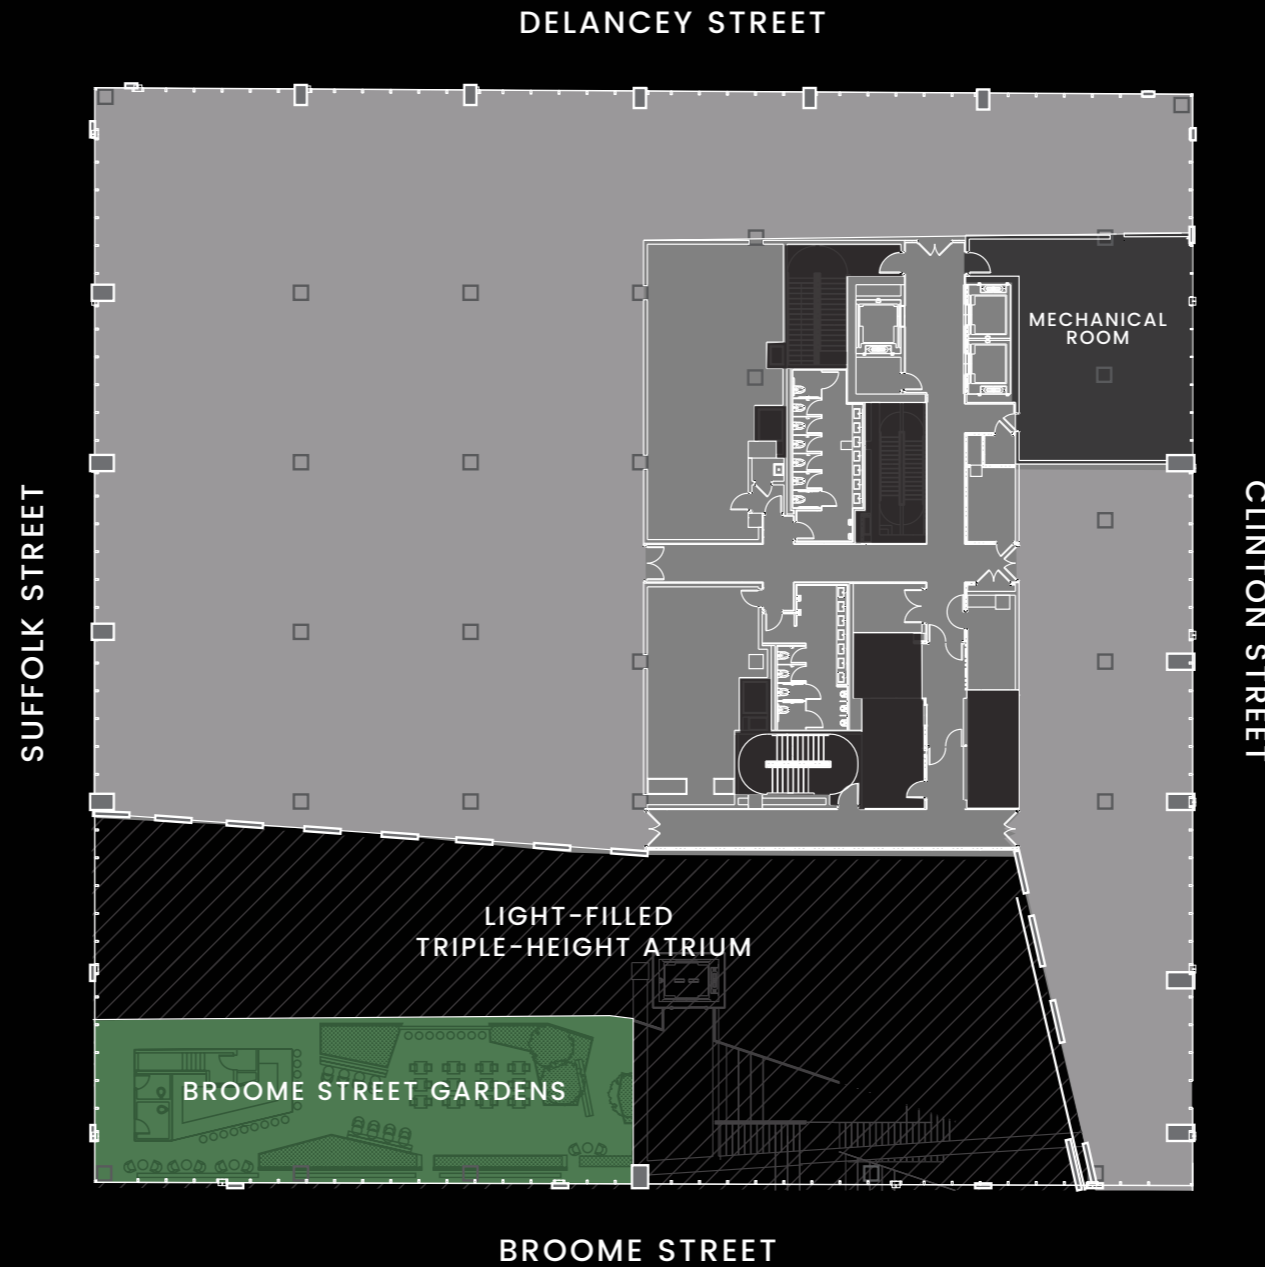 DELANCEY STREET
MECHANICAL
ROOM
SUFFOLK STREET
CLINTON STREET
LIGHT-FILLED
TRIPLE-HEIGHT ATRIUM
BROOME STREET GARDENS
BROOME STREET